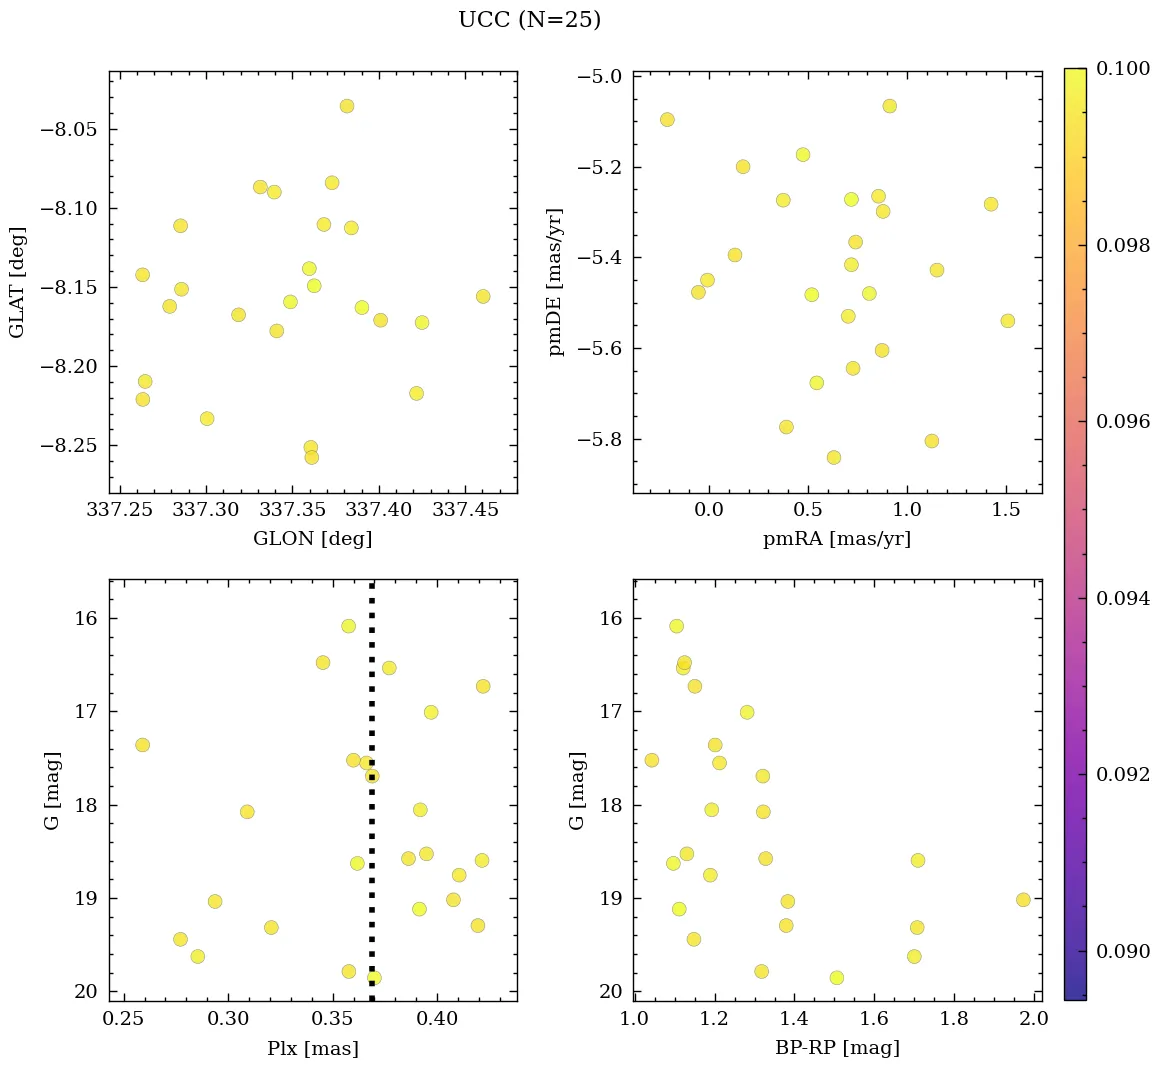 UCC (N=25)
−8.05
−8.10
−8.15
−8.20
−8.25
GLAT [deg]
337.25 337.30 337.35 337.40 337.45
GLON [deg]
−5.0
−5.2
−5.4
−5.6
−5.8
pmDE [mas/yr]
0.0 0.5 1.0 1.5
pmRA [mas/yr]
16
17
18
19
20
G [mag]
0.25 0.30 0.35 0.40
Plx [mas]
16
17
18
19
20
G [mag]
1.0 1.2 1.4 1.6 1.8 2.0
BP-RP [mag]
0.100
0.098
0.096
0.094
0.092
0.090